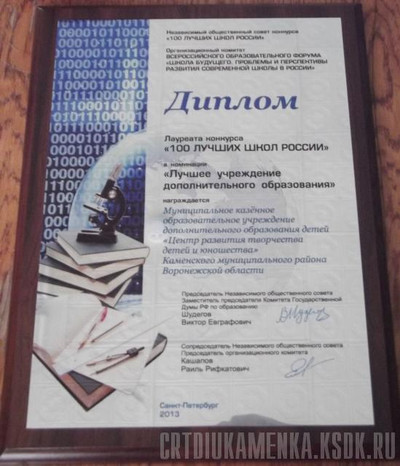 Независимый общественный совет конкурса
«100 ЛУЧШИХ ШКОЛ РОССИИ»
Организационный комитет
ВСЕРОССИЙСКОГО ОБРАЗОВАТЕЛЬНОГО ФОРУМА
«ШКОЛА БУДУЩЕГО. ПРОБЛЕМЫ И ПЕРСПЕКТИВЫ
РАЗВИТИЯ СОВРЕМЕННОЙ ШКОЛЫ В РОССИИ»
Диплом
Лауреата конкурса
«100 ЛУЧШИХ ШКОЛ РОССИИ»
в номинации
«Лучшее учреждение
дополнительного образования»
награждается
Муниципальное казённое
образовательное учреждение
дополнительного образования детей
«Центр развития творчества
детей и юношества»
Каменского муниципального района
Воронежской области
Председатель Независимого общественного совета
Заместитель председателя Комитета Государственной
Думы РФ по образованию
Шудегов
Виктор Евграфович
Сопредседатель Независимого общественного совета
Председатель организационного комитета
Кашапов
Раиль Рифкатович
Санкт-Петербург
2013
CRTDIUKAMENKA.KSDK.RU